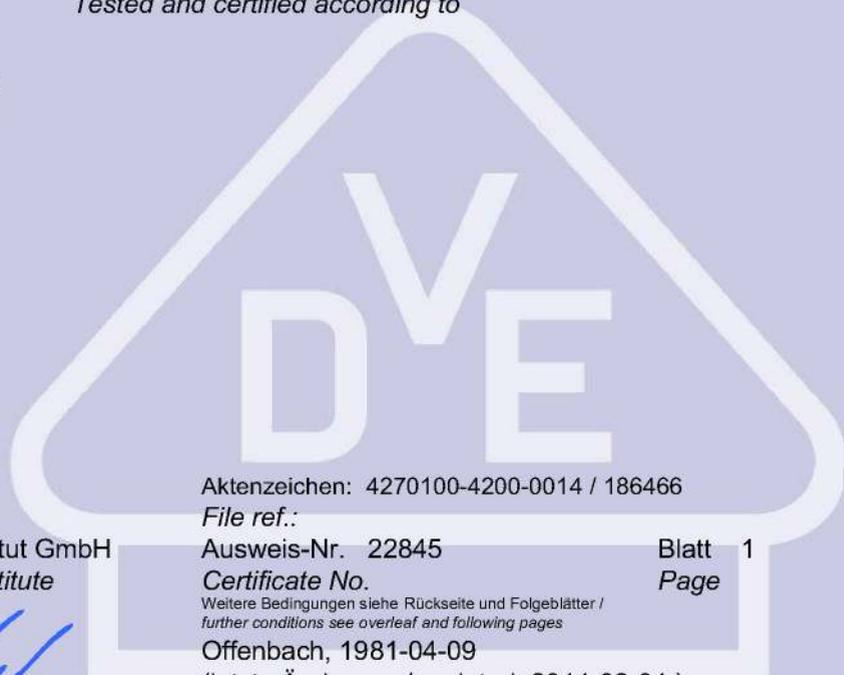 Tested and certified according to
V
D E
Aktenzeichen: 4270100-4200-0014 / 186466
File ref.:
tut GmbH Ausweis-Nr. 22845 Blatt 1
titute Certificate No. Page
Weitere Bedingungen siehe Rückseite und Folgeblätter /
further conditions see overleaf and following pages
Offenbach, 1981-04-09